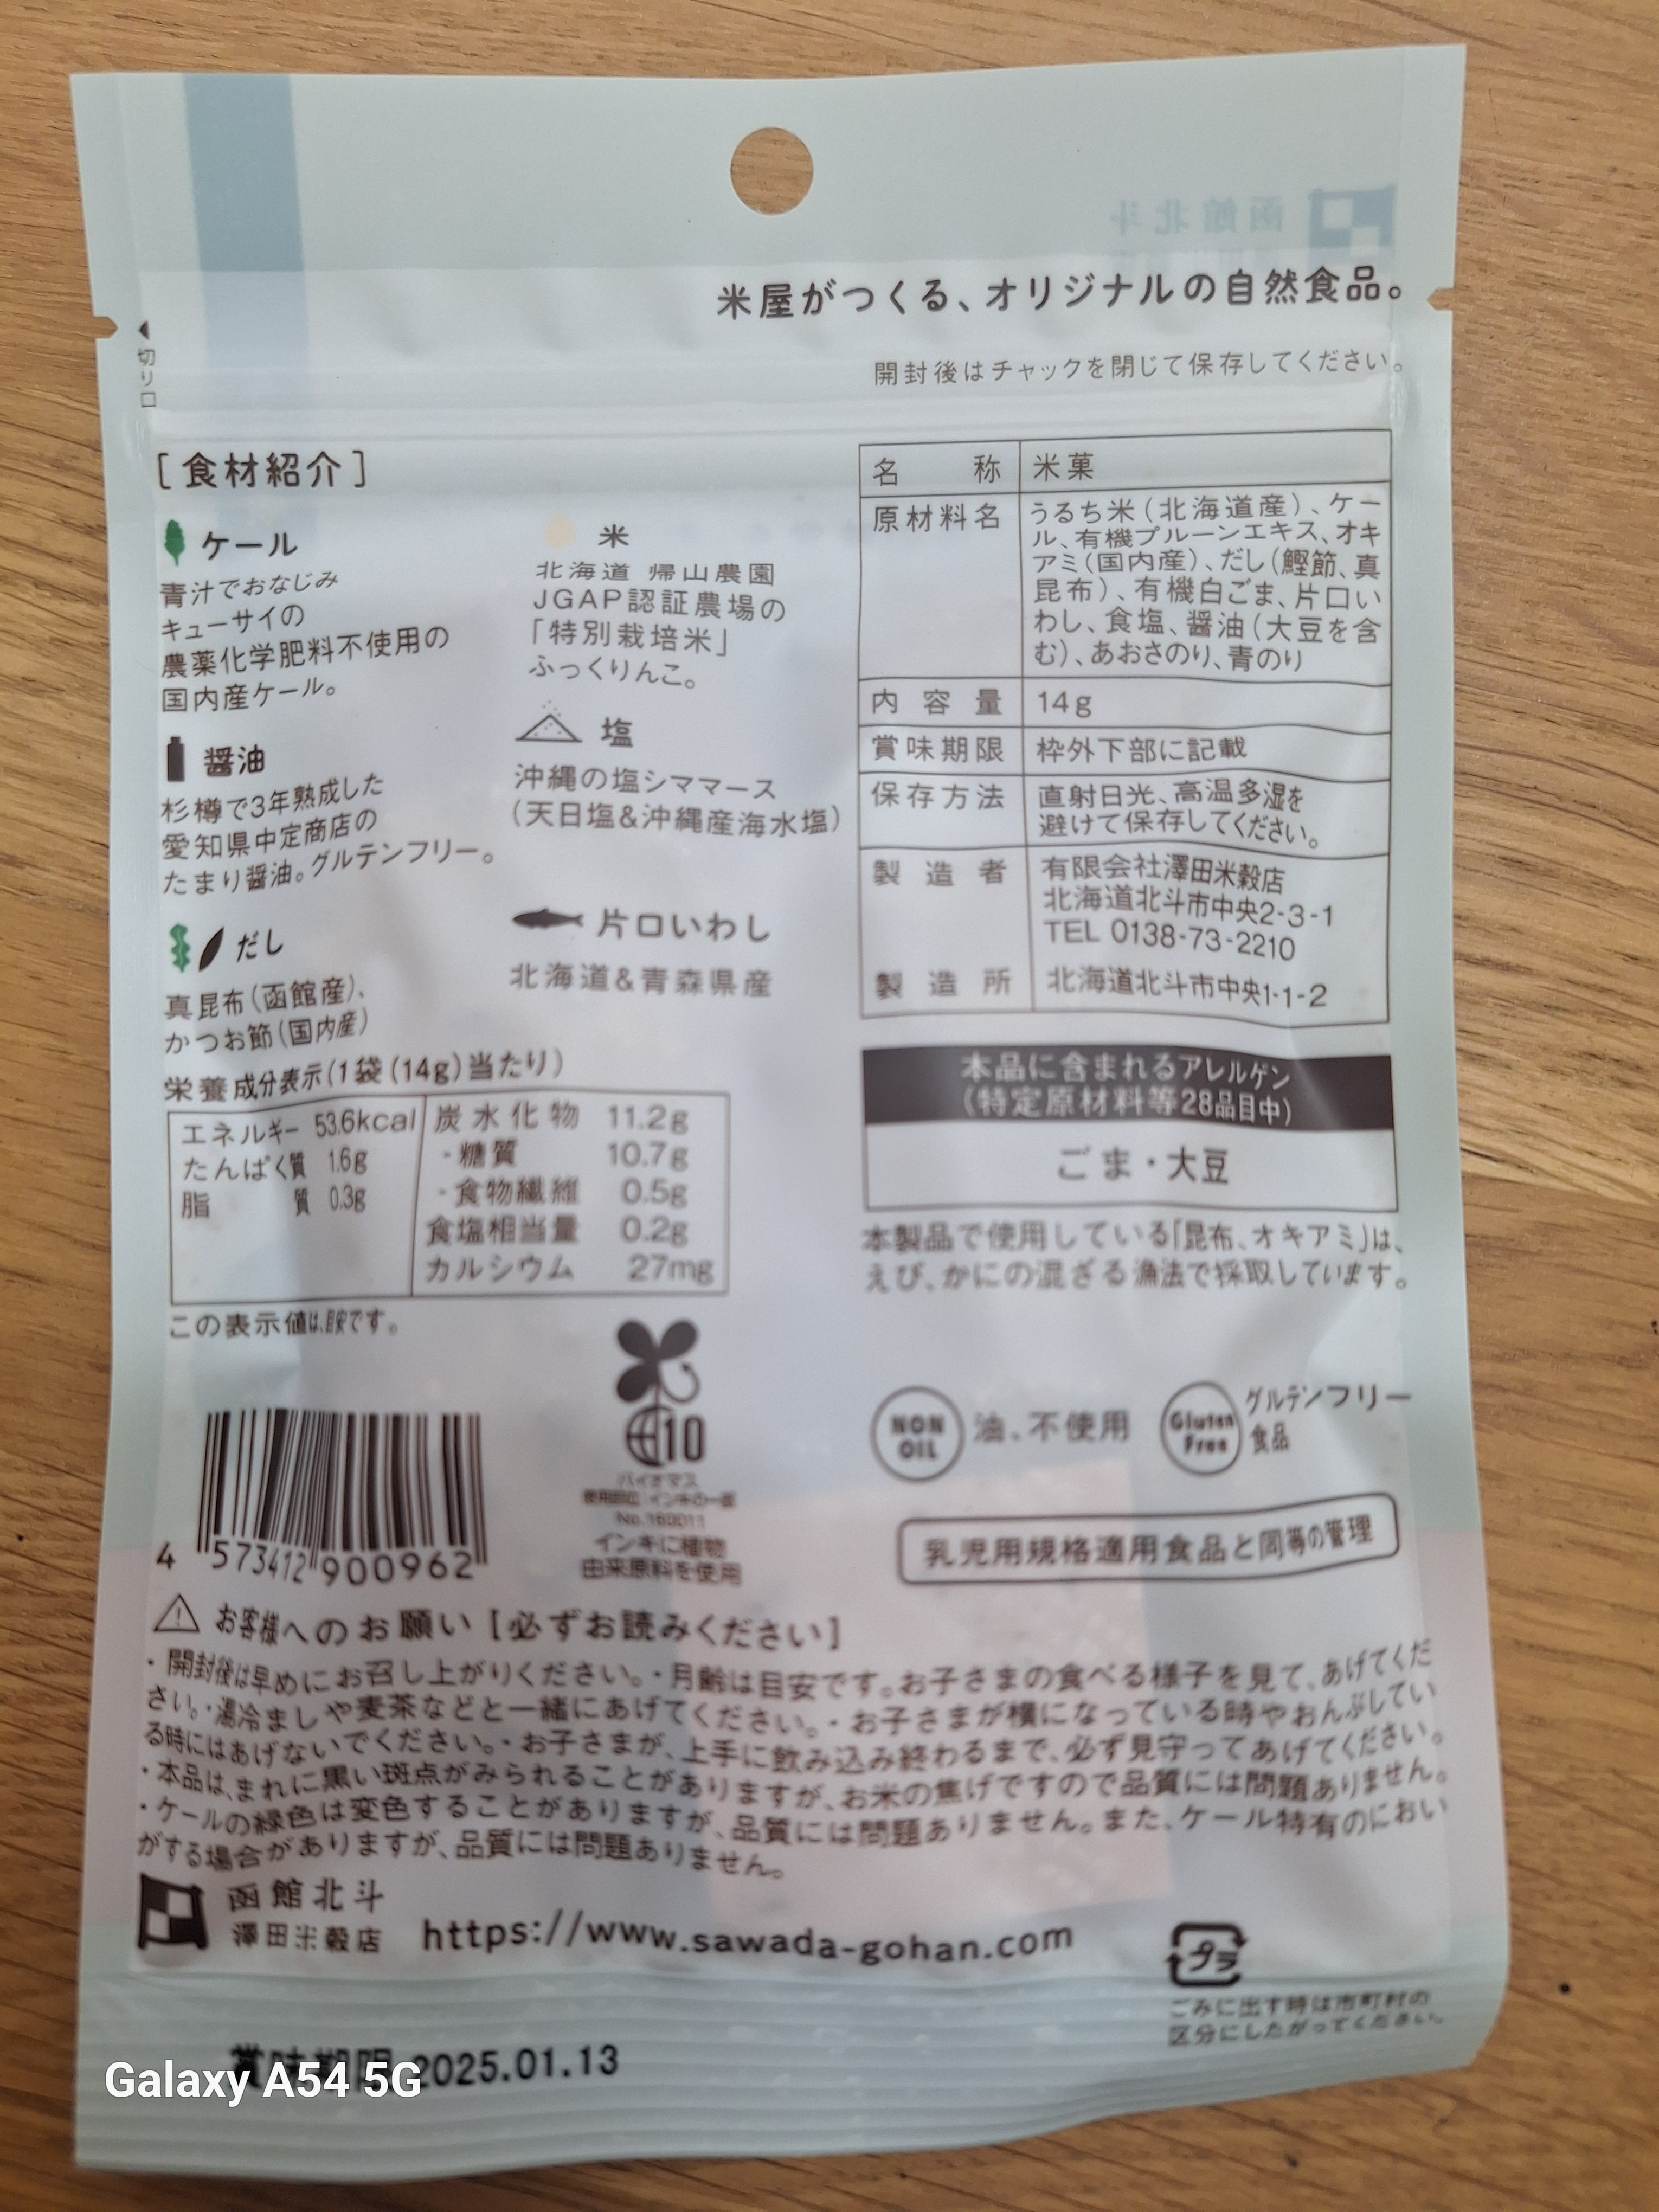 函館北斗
米屋がつくる、オリジナルの自然食品。
◀切り口
開封後はチャックを閉じて保存してください。
[食材紹介]
ケール
青汁でおなじみ
キューサイの
農薬化学肥料不使用の
国内産ケール。
米
北海道 帰山農園
JGAP認証農場の
「特別栽培米」
ふっくりんこ。
醤油
杉樽で3年熟成した
愛知県中定商店の
たまり醤油。グルテンフリー。
塩
沖縄の塩シママース
(天日塩&沖縄産海水塩)
だし
真昆布(函館産)、
かつお節(国内産)
片口いわし
北海道&青森県産
名称 米菓
原材料名 うるち米(北海道産)、ケー
ル、有機プルーンエキス、オキ
アミ(国内産)、だし(鰹節、真
昆布)、有機白ごま、片口い
わし、食塩、醤油(大豆を含
む)、あおさのり、青のり
内容量 14g
賞味期限 枠外下部に記載
保存方法 直射日光、高温多湿を
避けて保存してください。
製造者 有限会社澤田米穀店
北海道北斗市中央2-3-1
TEL 0138-73-2210
製造所 北海道北斗市中央1-1-2
栄養成分表示(1袋(14g)当たり)
エネルギー 53.6kcal
たんぱく質 1.6g
脂質 0.3g
炭水化物 11.2g
-糖質 10.7g
-食物繊維 0.5g
食塩相当量 0.2g
カルシウム 27mg
この表示値は、目安です。
本品に含まれるアレルゲン
(特定原材料等28品目中)
ごま・大豆
本製品で使用している「昆布、オキアミ」は、
えび、かにの混ざる漁法で採取しています。
4 573412 900962
10
バイオマス
使用部位:インキの一部
No.160011
インキに植物
由来原料を使用
NON OIL
油、不使用
Gluten Free
グルテンフリー
食品
乳児用規格適用食品と同等の管理
お客様へのお願い【必ずお読みください】
・開封後は早めにお召し上がりください。・月齢は目安です。お子さまの食べる様子を見て、あげてくだ
さい。・湯冷ましや麦茶などと一緒にあげてください。・お子さまが横になっている時やおんぶしてい
る時にはあげないでください。・お子さまが、上手に飲み込み終わるまで、必ず見守ってあげてください。
・本品は、まれに黒い斑点がみられることがありますが、お米の焦げですので品質には問題ありません。
・ケールの緑色は変色することがありますが、品質には問題ありません。また、ケール特有のにおい
がする場合がありますが、品質には問題ありません。
函館北斗
澤田米穀店
https://www.sawada-gohan.com
プラ
ごみに出す時は市町村の
区分にしたがってください。
賞味期限 2025.01.13
Galaxy A54 5G